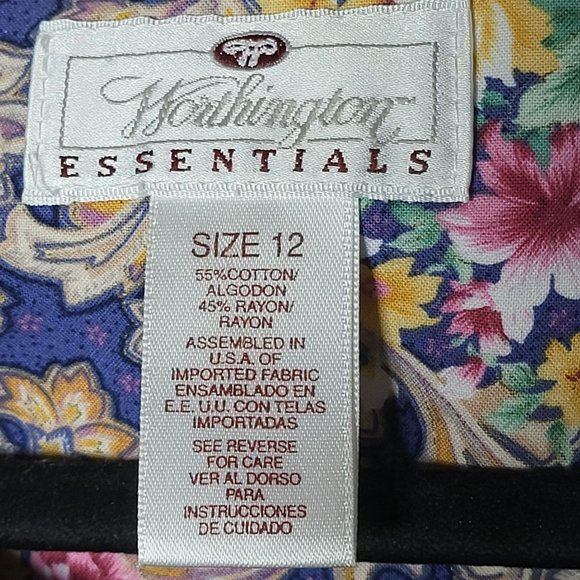 Worthington
ESSENTIALS
SIZE 12
55%COTTON/
ALGODON
45% RAYON/
RAYON
ASSEMBLED IN
U.S.A. OF
IMPORTED FABRIC
ENSAMBLADO EN
E.E. U.U. CON TELAS
IMPORTADAS
SEE REVERSE
FOR CARE
VER AL DORSO
PARA
INSTRUCCIONES
DE CUIDADO